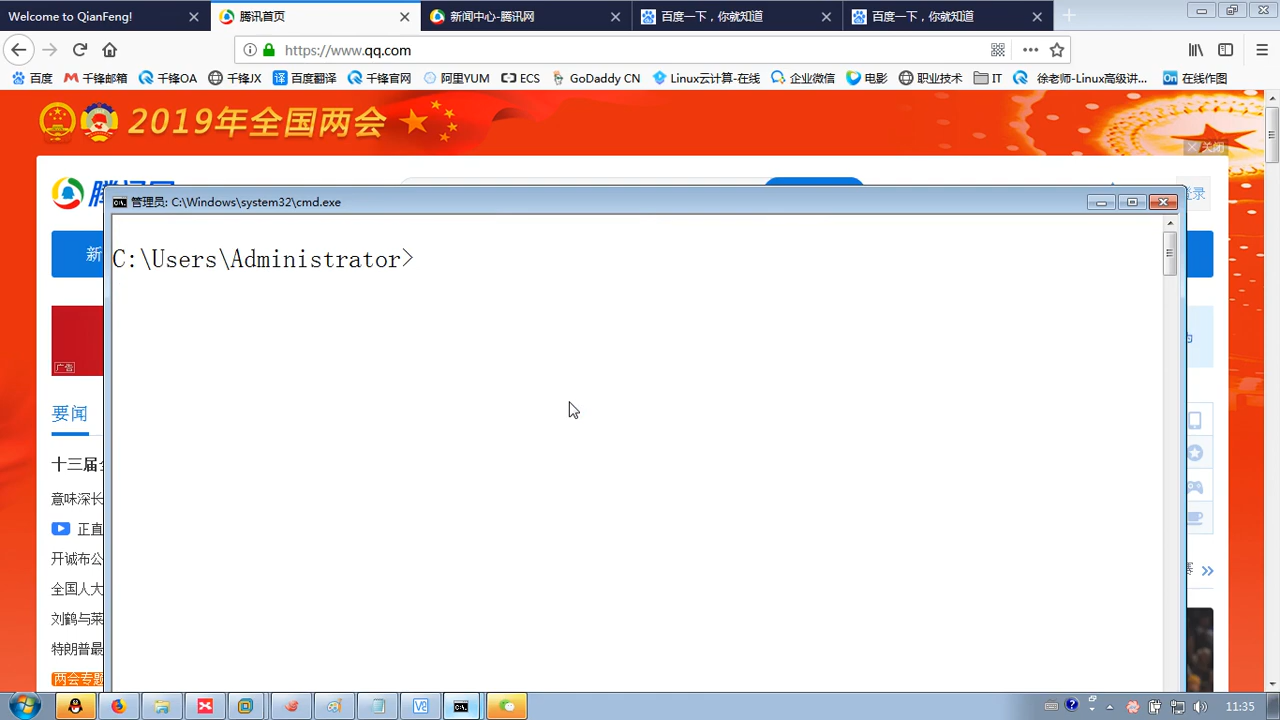 Welcome to QianFeng!
腾讯首页
新闻中心-腾讯网
百度一下，你就知道
百度一下，你就知道
https://www.qq.com
百度
千锋邮箱
千锋OA
千锋JX
百度翻译
千锋官网
阿里YUM
ECS
GoDaddy CN
Linux云计算-在线
企业微信
电影
职业技术
IT
徐老师-Linux高级讲...
On 在线作图
2019年全国两会
关闭
管理员: C:\Windows\system32\cmd.exe
登录
新
C:\Users\Administrator>
广告
要闻
十三届全
意味深长
正直
开诚布公
全国人大
刘鹤与莱
特朗普最
两会专题
11:35